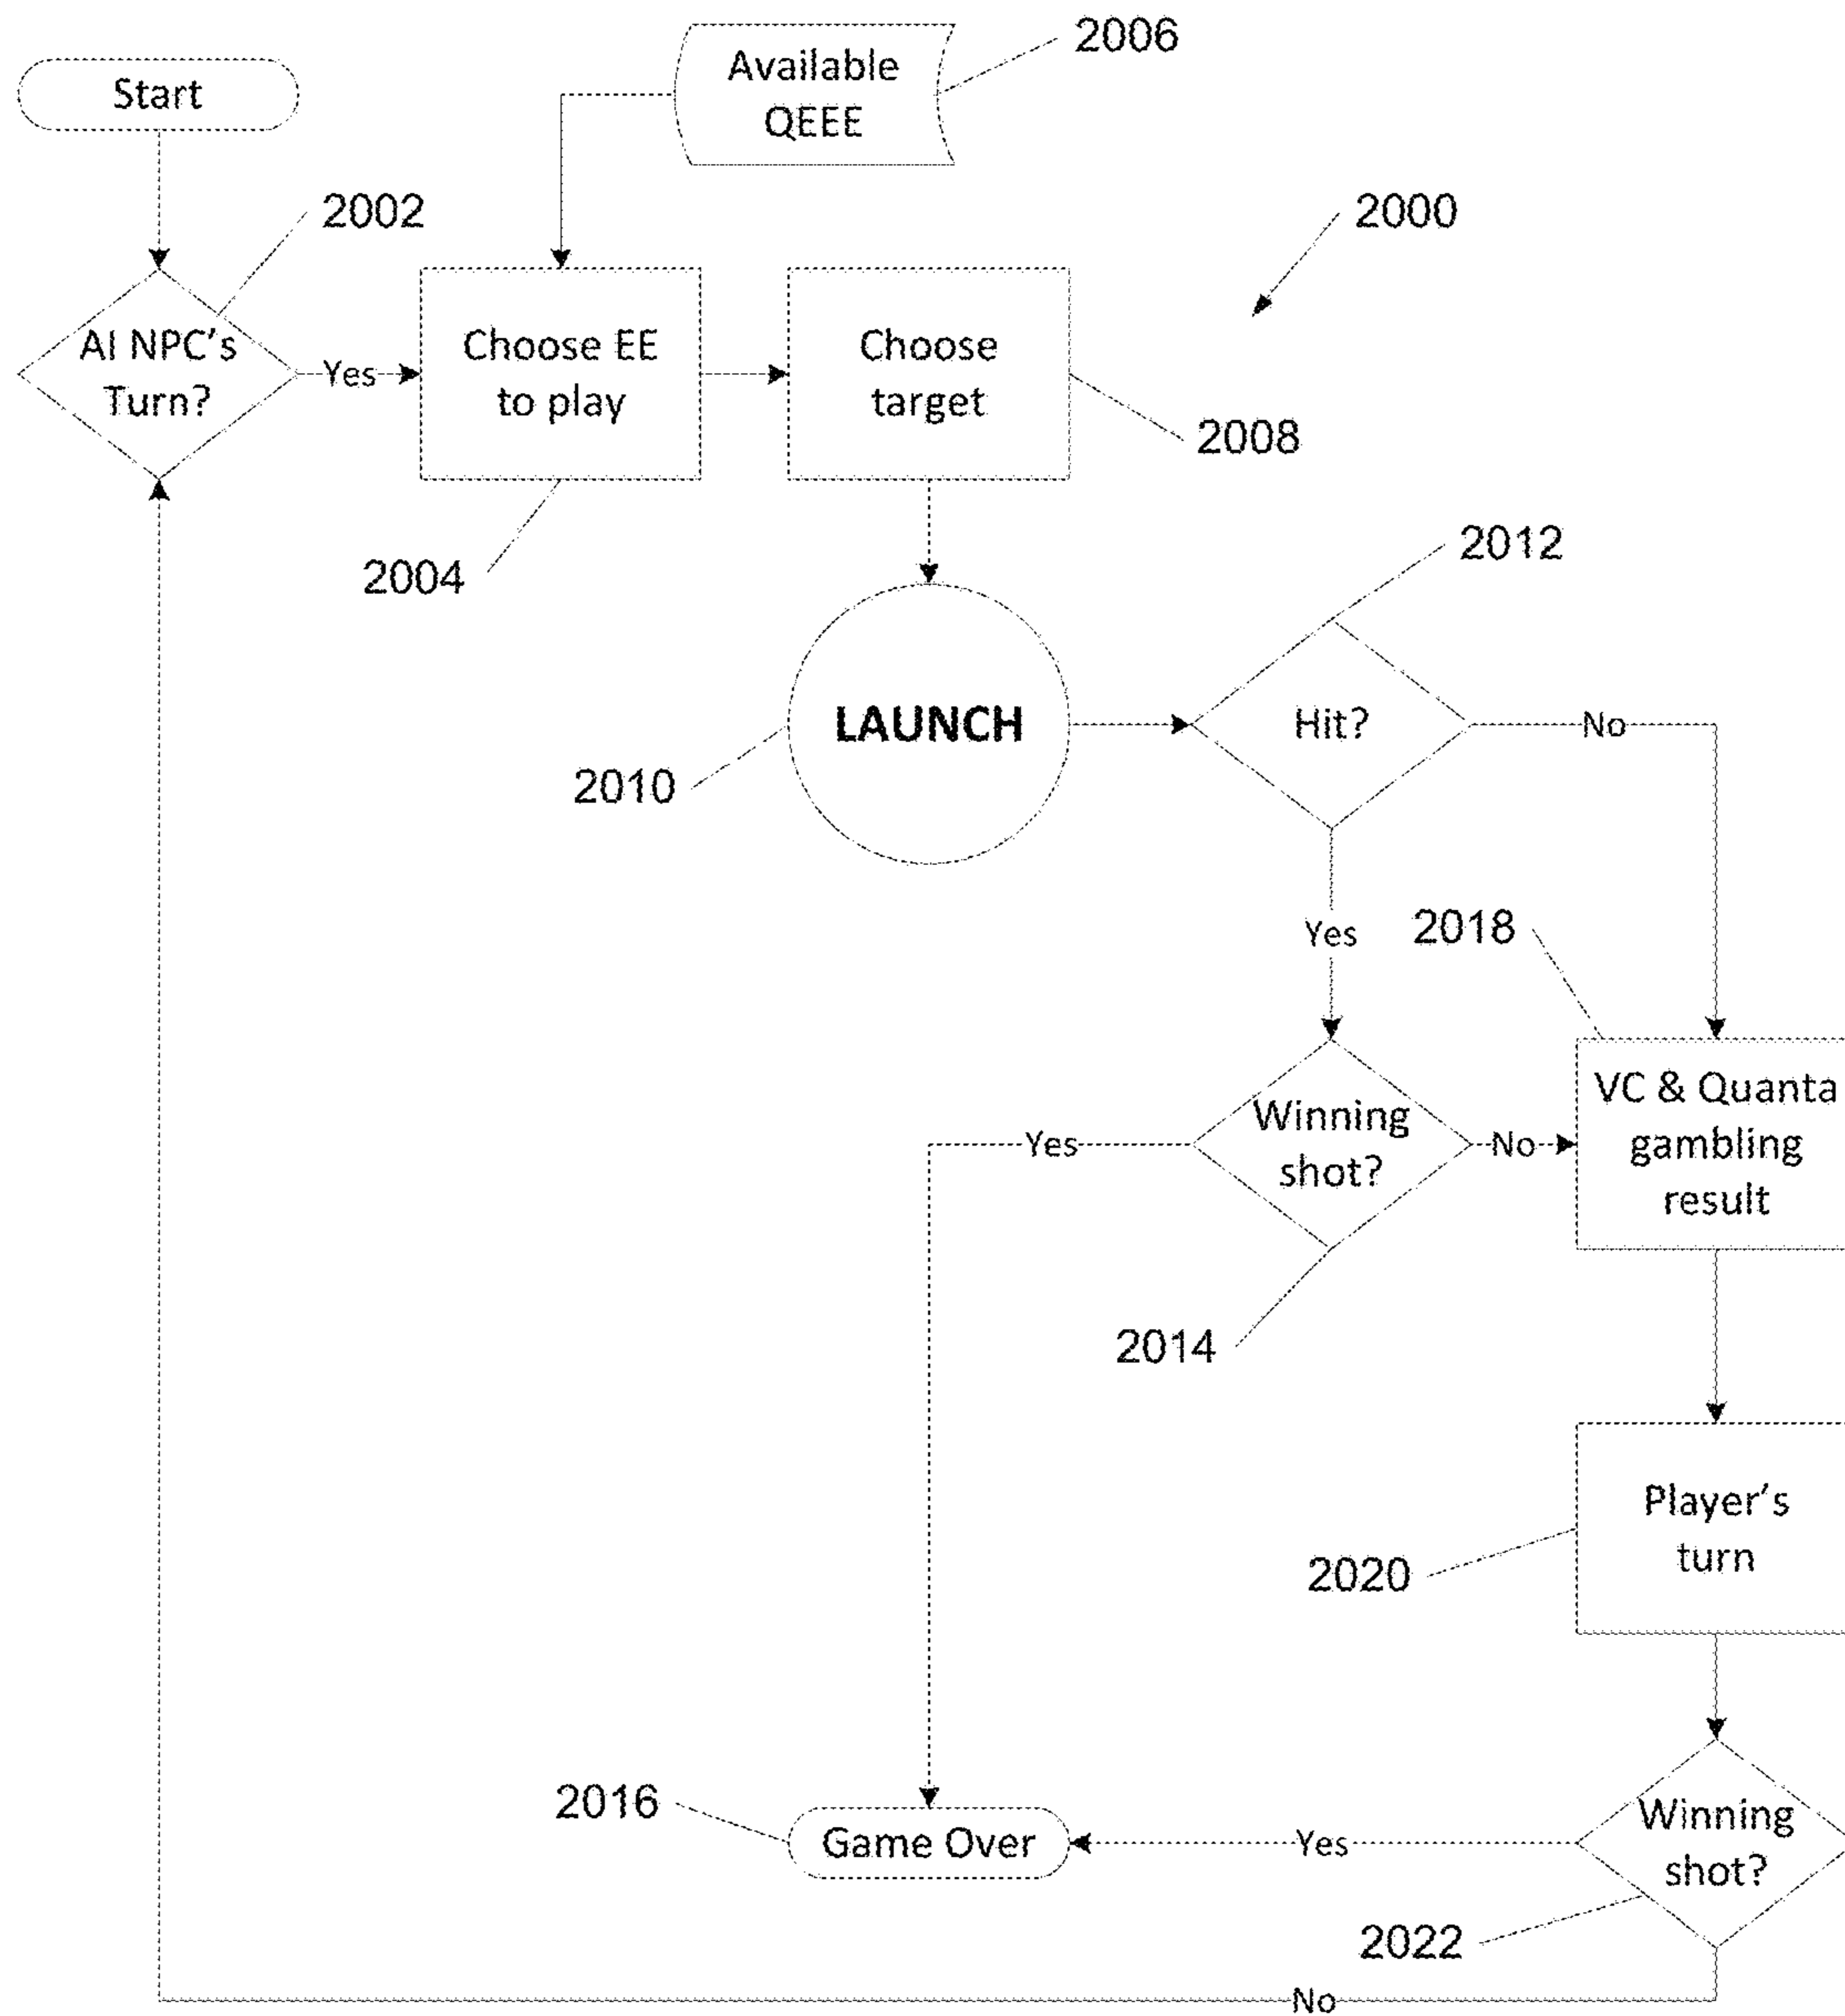 Start
Available
QEEE
2006
2002
2000
AI NPC's
Turn?
Yes
Choose EE
to play
Choose
target
2008
2004
2012
LAUNCH
Hit?
No
2010
Yes
2018
VC & Quanta
gambling
result
Yes
Winning
shot?
No
2014
Player's
turn
2020
2016
Game Over
Yes
Winning
shot?
2022
No